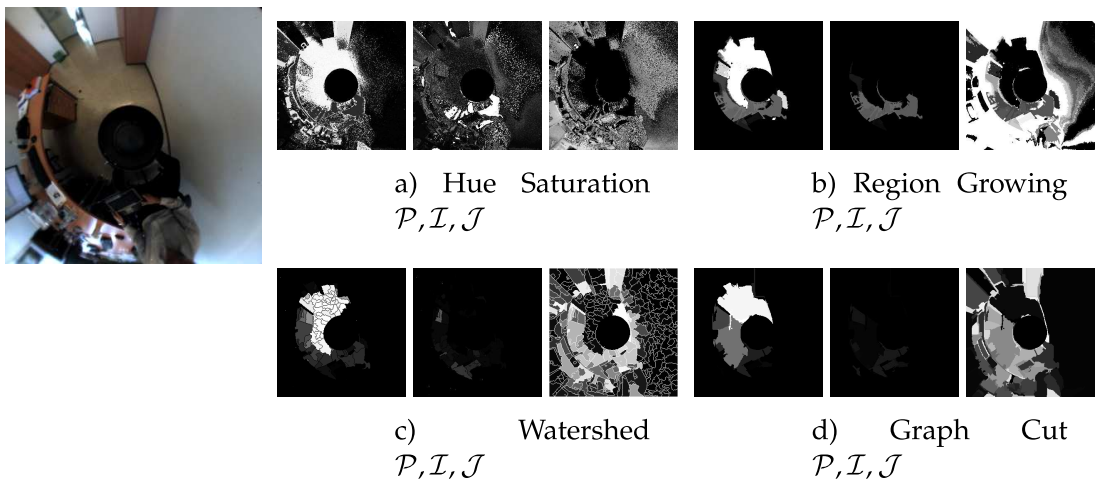 a) Hue Saturation
𝒫, ℐ, 𝒥
b) Region Growing
𝒫, ℐ, 𝒥
c) Watershed
𝒫, ℐ, 𝒥
d) Graph Cut
𝒫, ℐ, 𝒥